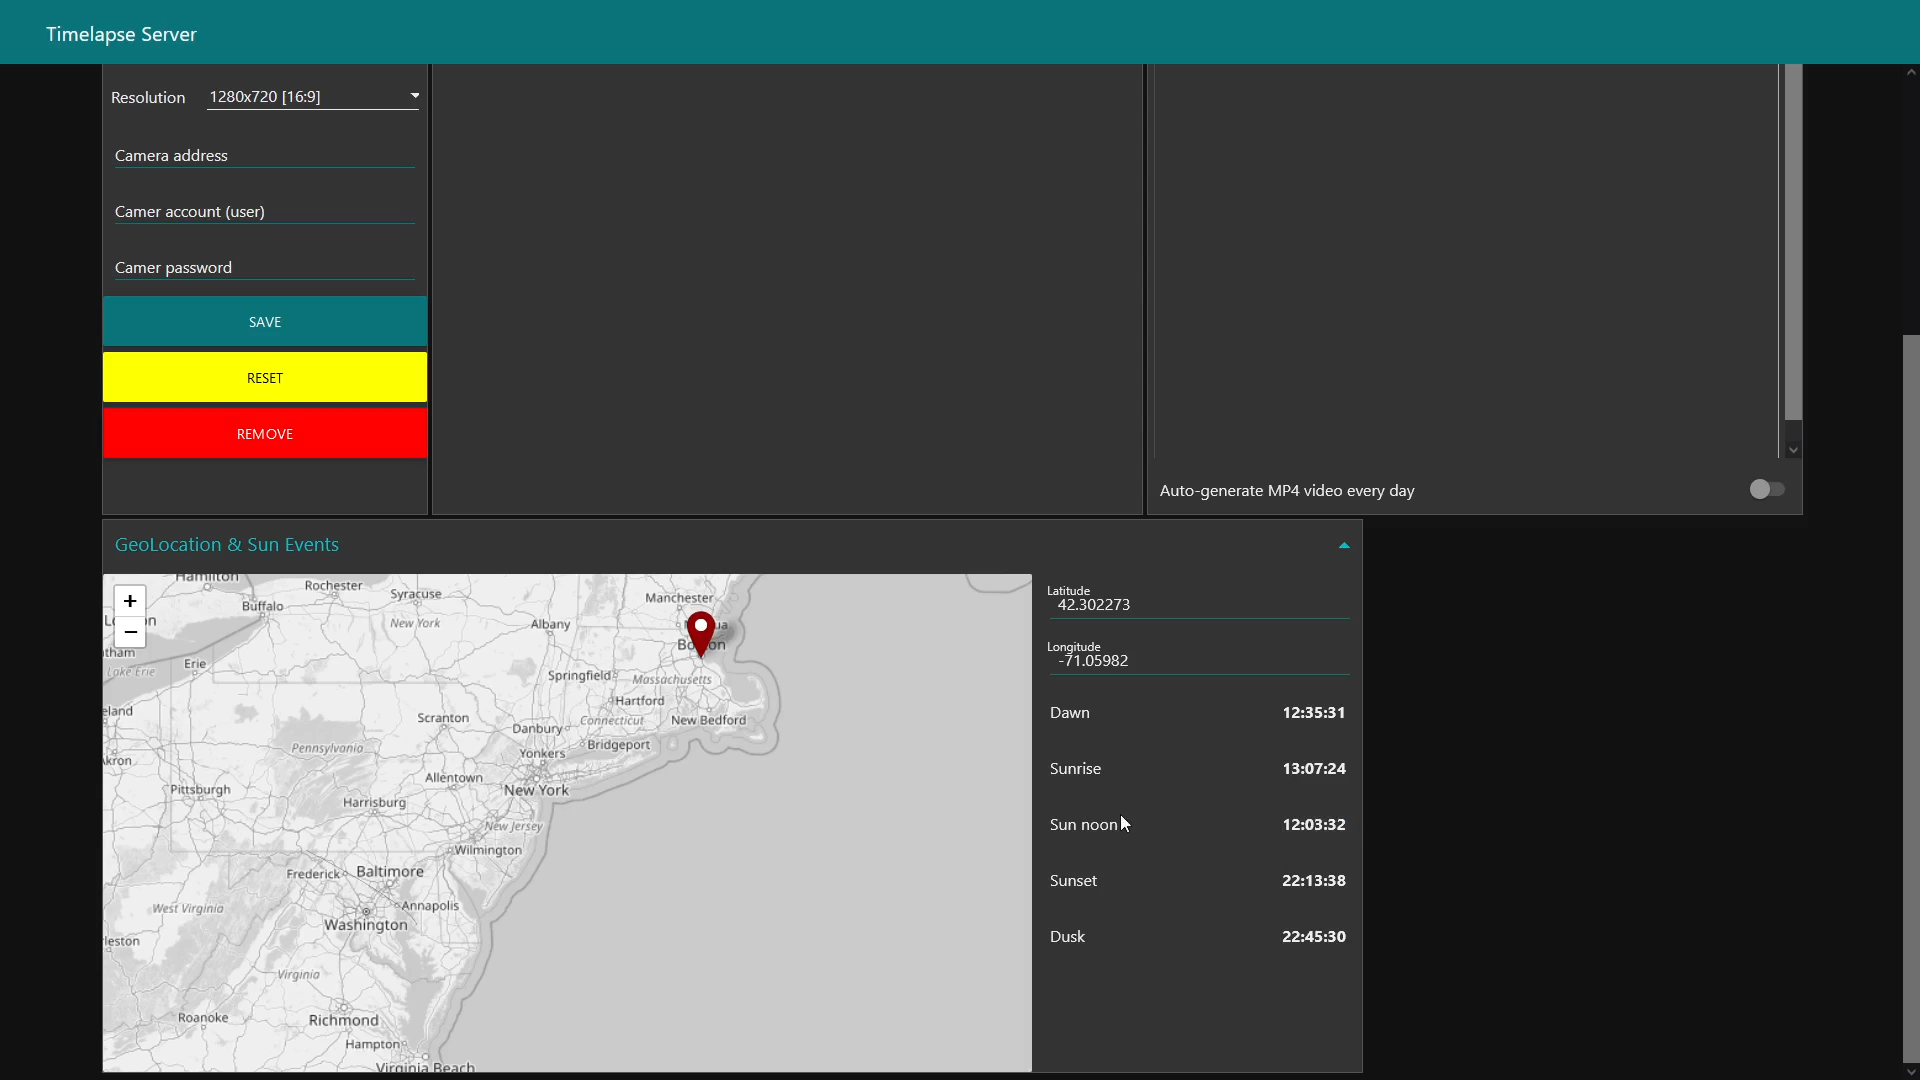 Timelapse Server
Resolution 1280x720 [16:9]
Camera address
Camer account (user)
Camer password
SAVE
RESET
REMOVE
Auto-generate MP4 video every day
GeoLocation & Sun Events
+
−
Hamilton
Rochester
Syracuse
Manchester
Buffalo
New York
Albany
Erie
Lake Erie
Springfield
Massachusetts
Hartford
Connecticut
New Bedford
Scranton
Danbury
Bridgeport
Pennsylvania
Yonkers
Allentown
Pittsburgh
New York
Harrisburg
New Jersey
Wilmington
Frederick
Baltimore
West Virginia
Annapolis
Washington
Virginia
Roanoke
Richmond
Hampton
Virginia Beach
Latitude
42.302273
Longitude
-71.05982
Dawn 12:35:31
Sunrise 13:07:24
Sun noon 12:03:32
Sunset 22:13:38
Dusk 22:45:30